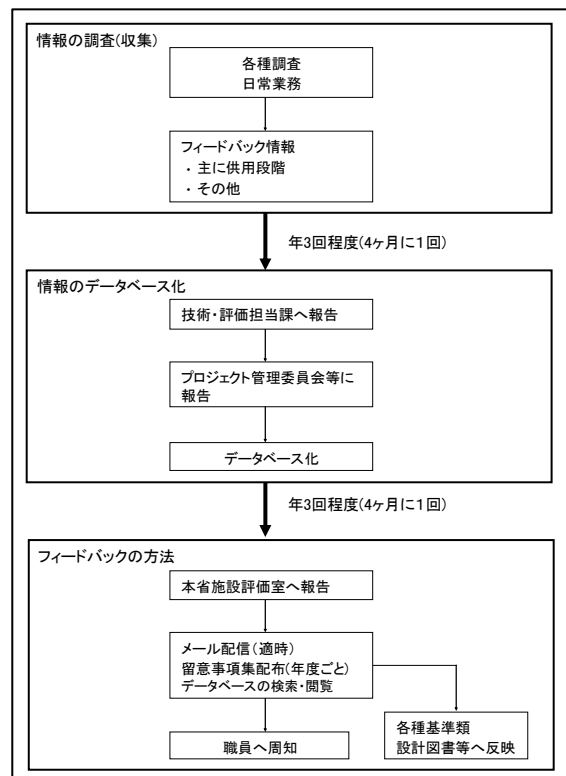 情報の調査(収集)
各種調査
日常業務
フィードバック情報
・ 主に供用段階
・ その他
年3回程度(4ヶ月に1回)
情報のデータベース化
技術・評価担当課へ報告
プロジェクト管理委員会等に
報告
データベース化
年3回程度(4ヶ月に1回)
フィードバックの方法
本省施設評価室へ報告
メール配信(適時)
留意事項集配布(年度ごと)
データベースの検索・閲覧
職員へ周知
各種基準類
設計図書等へ反映